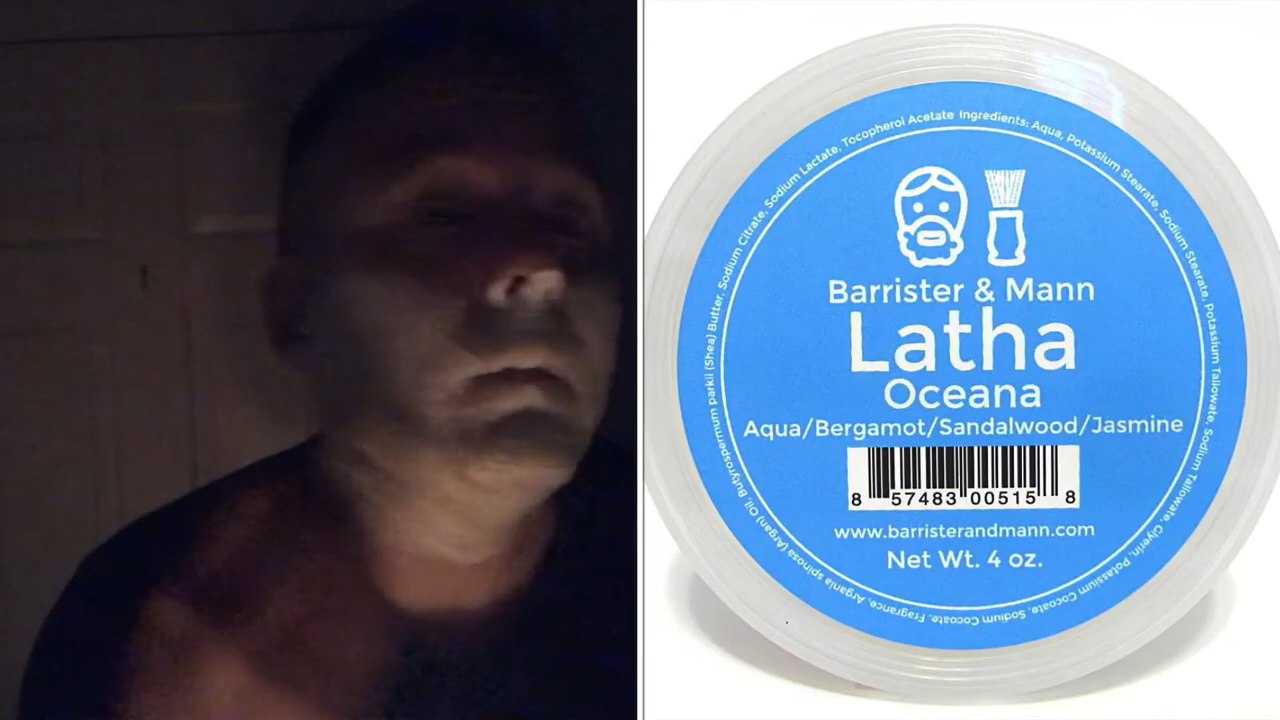 Barrister & Mann
Latha
Oceana
Aqua/Bergamot/Sandalwood/Jasmine
8 57483 00515 8
www.barristerandmann.com
Net Wt. 4 oz.
Ingredients: Aqua, Potassium Stearate, Sodium Stearate, Potassium Tallowate, Sodium Tallowate, Glyerin, Potassium Cocoate, Sodium Cocoate, Fragrance, Argania spinosa (Argan) Oil, Butyrospermum parkii (Shea) Butter, Sodium Citrate, Sodium Lactate, Tocopherol Acetate